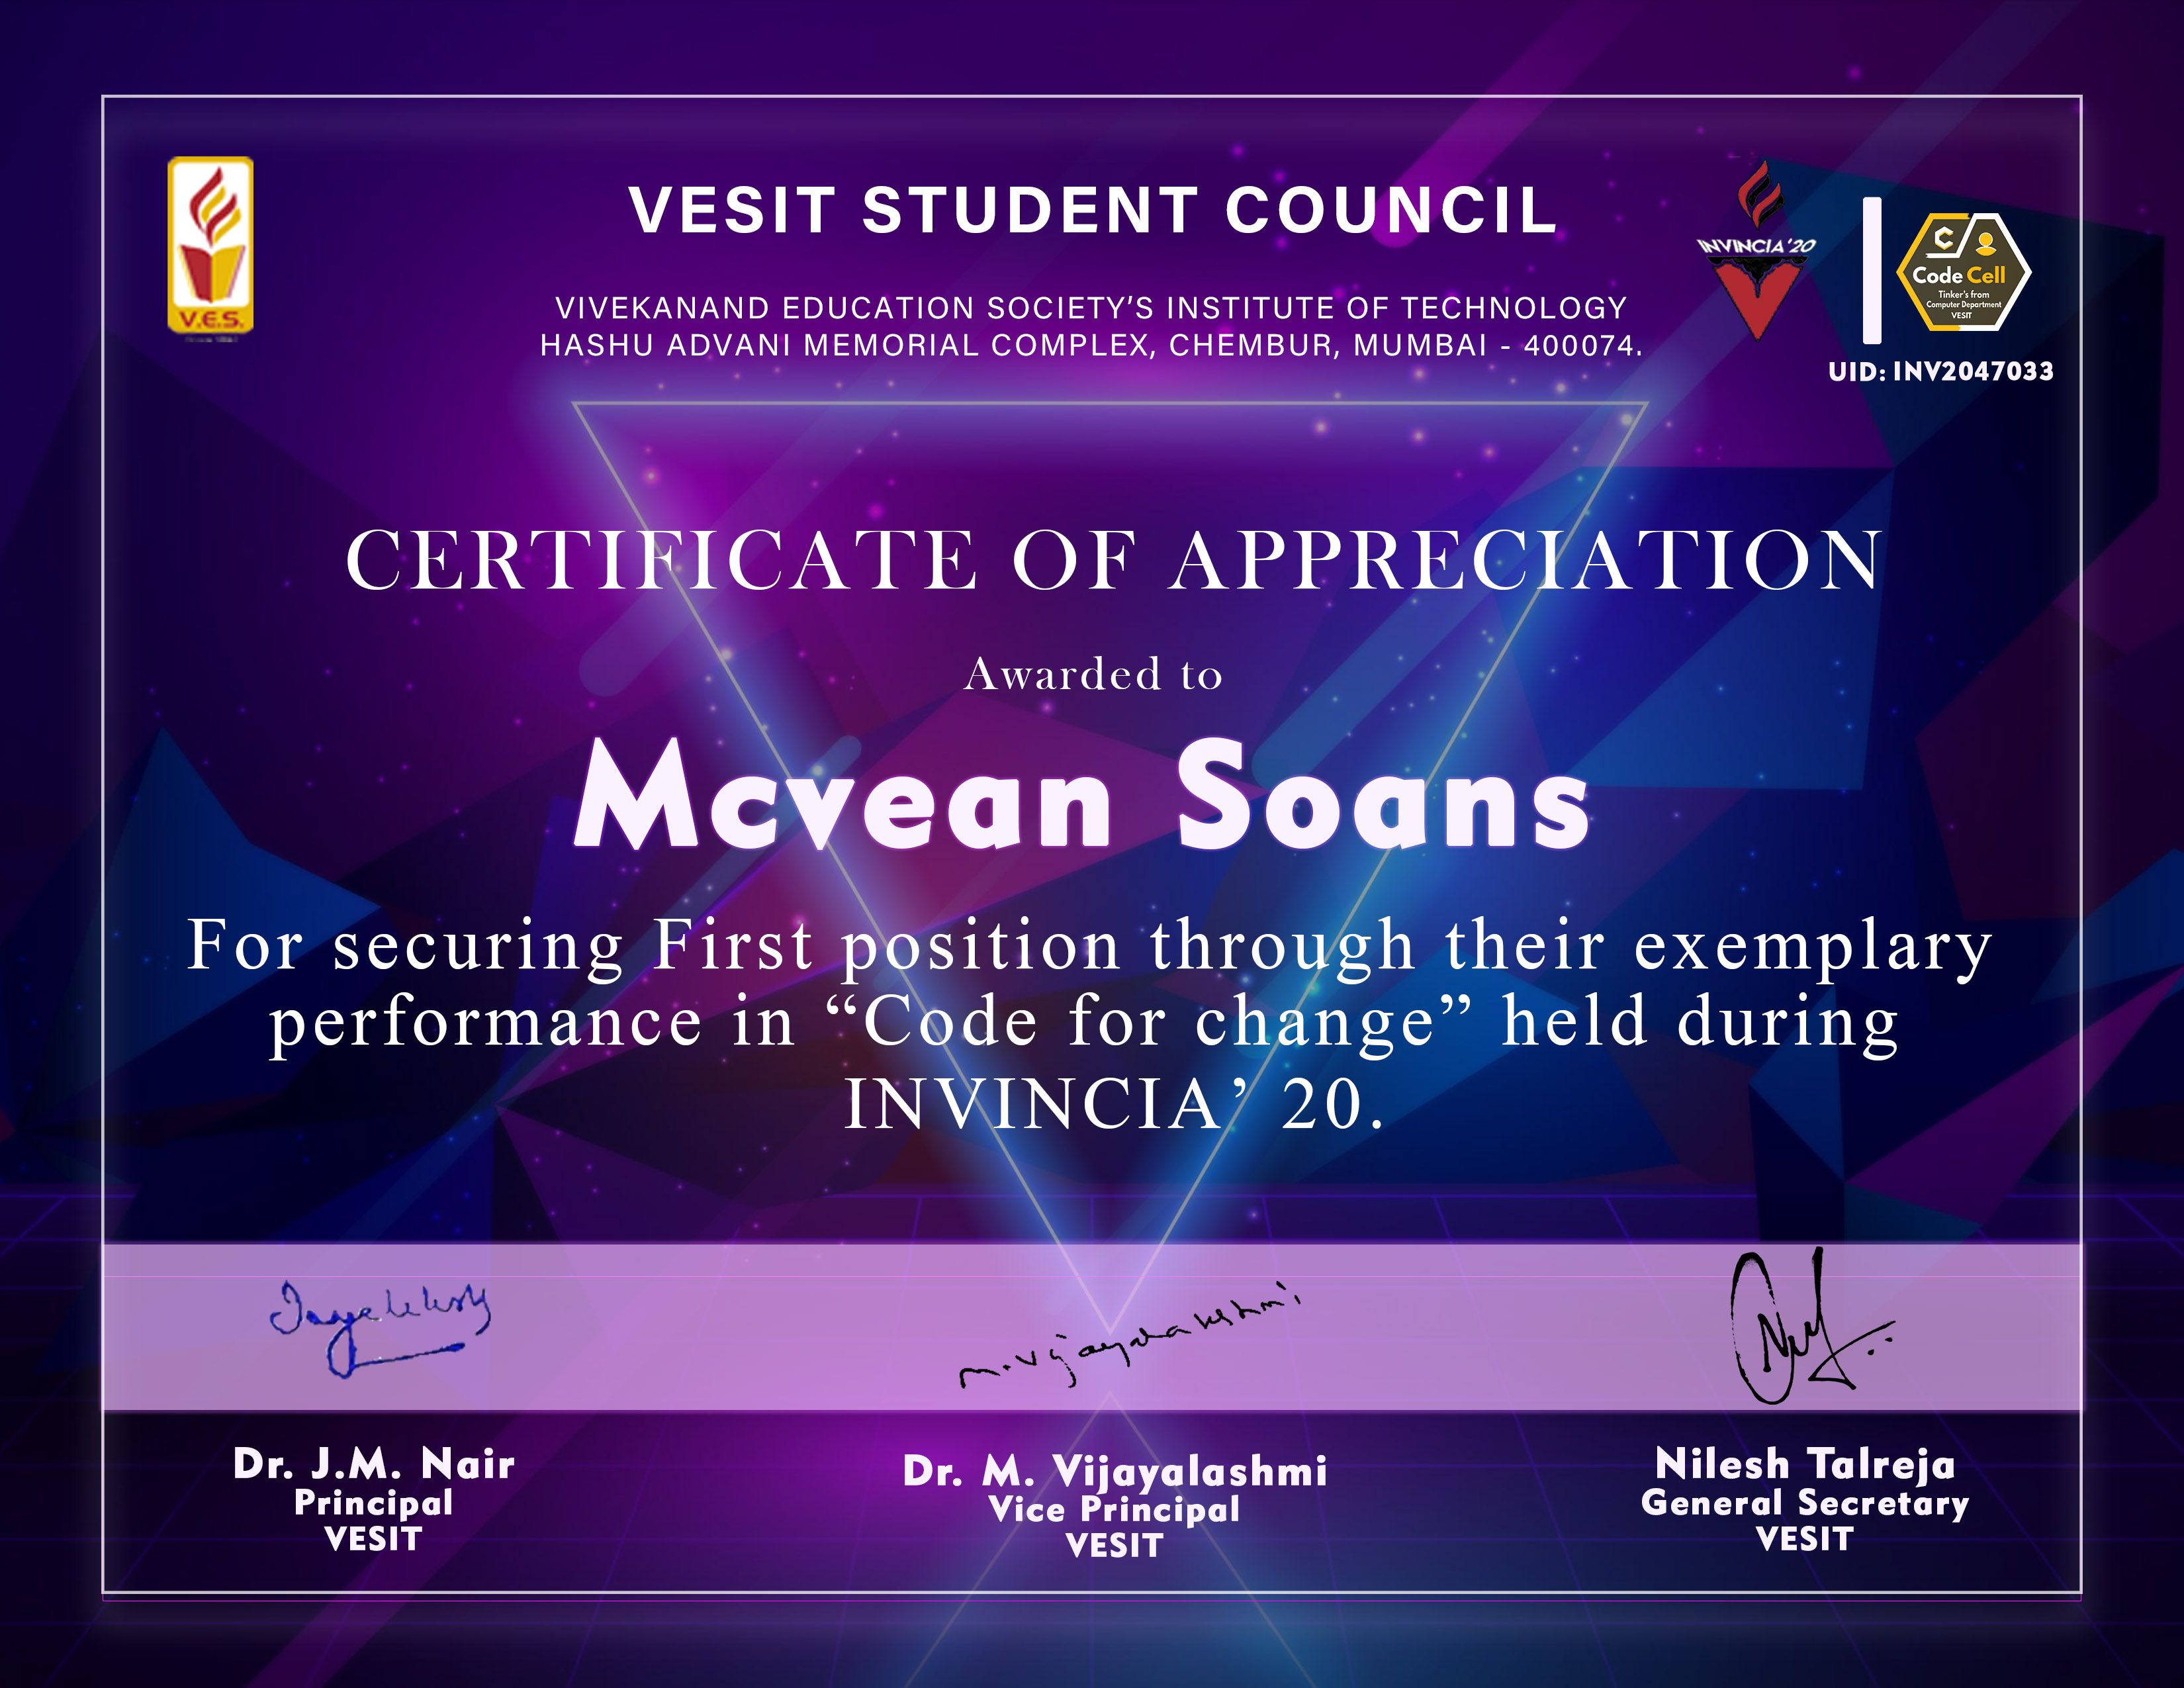 VESIT STUDENT COUNCIL
VIVEKANAND EDUCATION SOCIETY'S INSTITUTE OF TECHNOLOGY
HASHU ADVANI MEMORIAL COMPLEX, CHEMBUR, MUMBAI - 400074.
V.E.S.
INVINCIA'20
C
Code Cell
Tinker's from
Computer Department
VESIT
UID: INV2047033
CERTIFICATE OF APPRECIATION
Awarded to
Mcvean Soans
For securing First position through their exemplary
performance in “Code for change” held during
INVINCIA’ 20.
M. Vijayalakshmi
Dr. J.M. Nair
Principal
VESIT
Dr. M. Vijayalashmi
Vice Principal
VESIT
Nilesh Talreja
General Secretary
VESIT